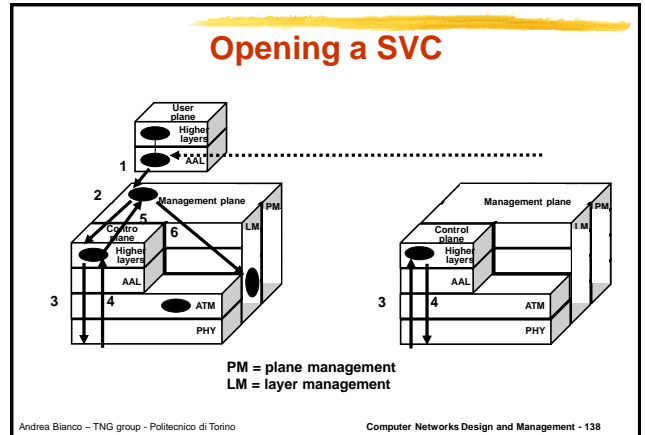 Opening a SVC
User
plane
Higher
layers
AAL
1
2
Management plane
PM
LM
5
6
Contro
plane
Higher
layers
AAL
3
4
ATM
PHY
Management plane
PM
LM
Control
plane
Higher
layers
AAL
3
4
ATM
PHY
PM = plane management
LM = layer management
Andrea Bianco – TNG group - Politecnico di Torino
Computer Networks Design and Management - 138